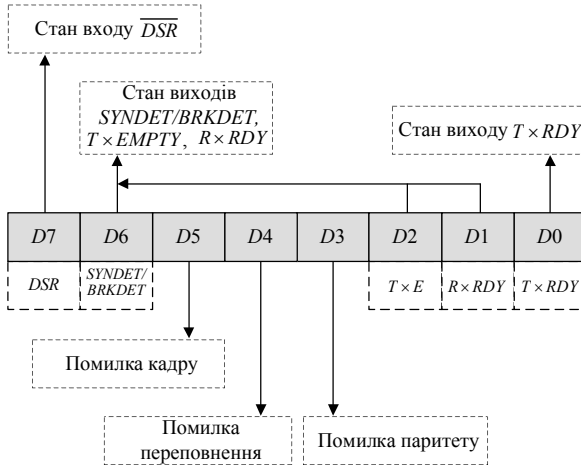 Стан входу DSR
Стан виходів
SYNDET/BRKDET,
T×EMPTY, R×RDY
Стан виходу T×RDY
D7 D6 D5 D4 D3 D2 D1 D0
DSR SYNDET/ BRKDET T×E R×RDY T×RDY
Помилка кадру
Помилка переповнення
Помилка паритету